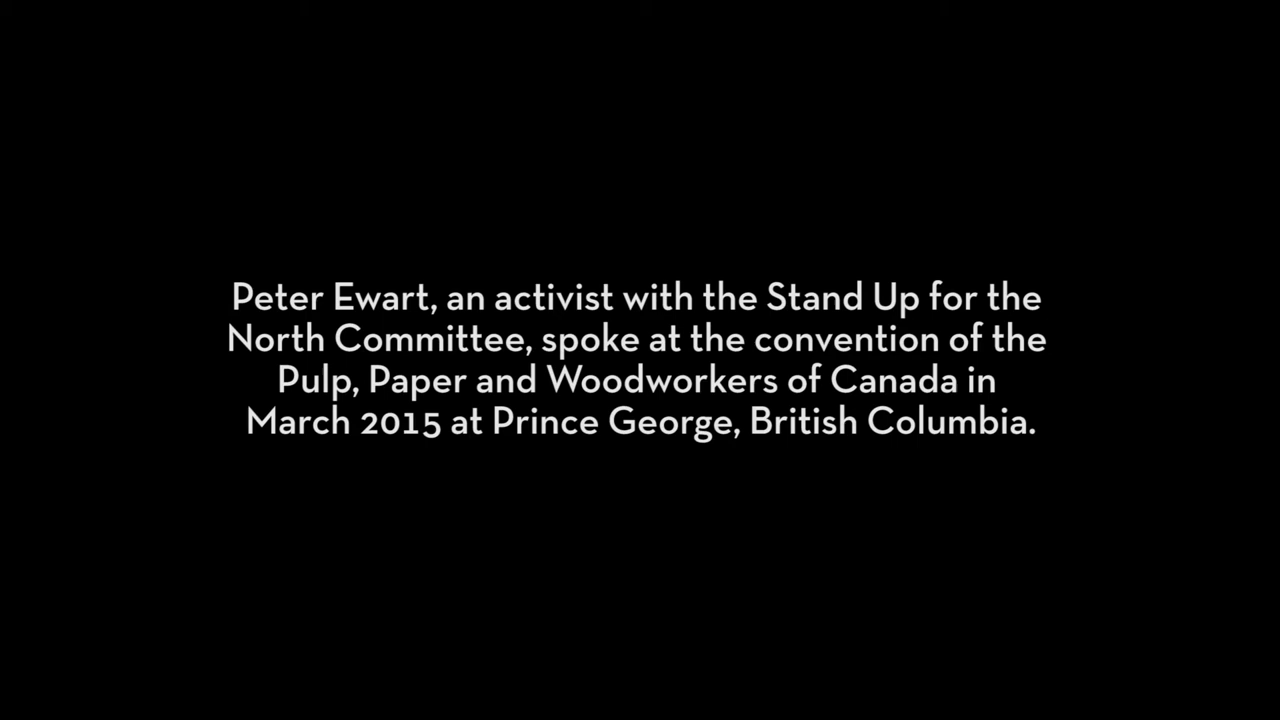 Peter Ewart, an activist with the Stand Up for the
North Committee, spoke at the convention of the
Pulp, Paper and Woodworkers of Canada in
March 2015 at Prince George, British Columbia.